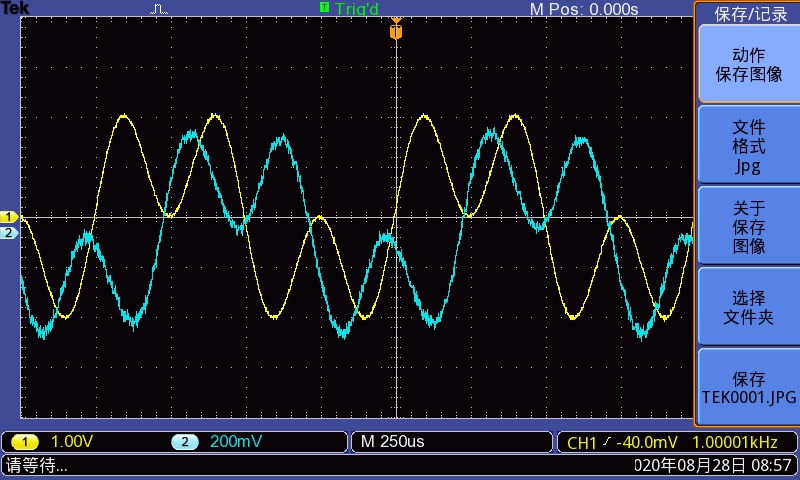 Tek
T Trig'd
M Pos: 0.000s
T
保存/记录
动作
保存图像
文件
格式
Jpg
关于
保存
图像
选择
文件夹
保存
TEK0001.JPG
1
2
1 1.00V
2 200mV
M 250us
CH1 -40.0mV 1.00001kHz
请等待...
020年08月28日 08:57